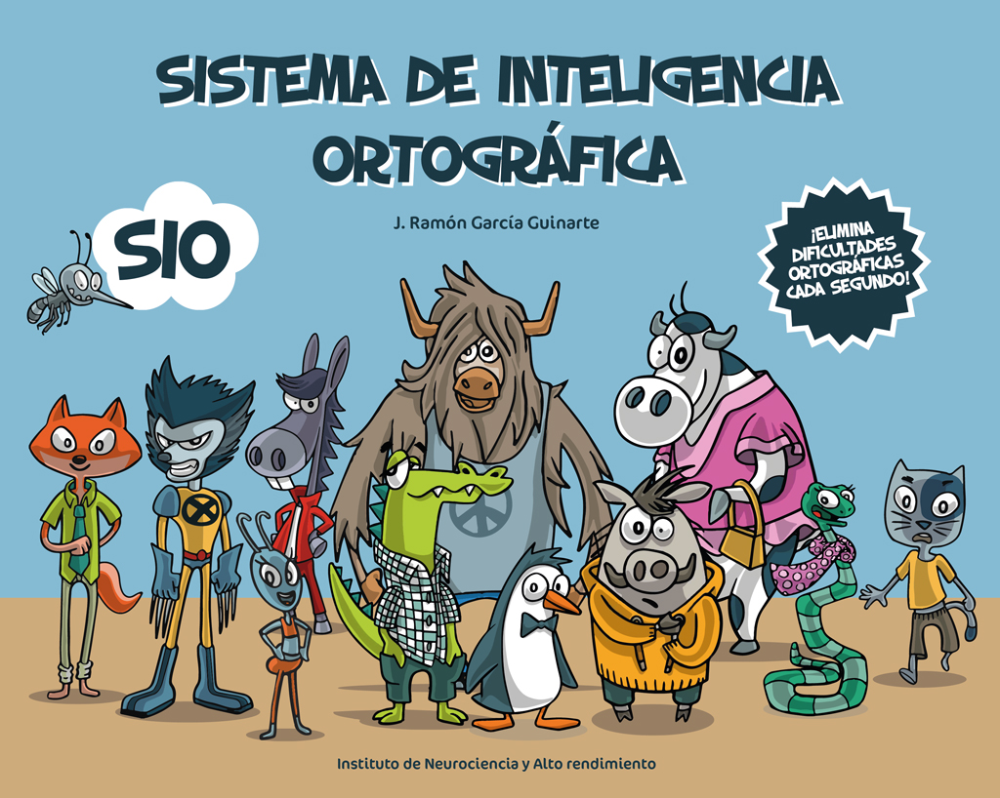 SISTEMA DE INTELIGENCIA
ORTOGRÁFICA
J. Ramón García Guinarte
SIO
¡ELIMINA
DIFICULTADES
ORTOGRÁFICAS
CADA SEGUNDO!
Instituto de Neurociencia y Alto rendimiento